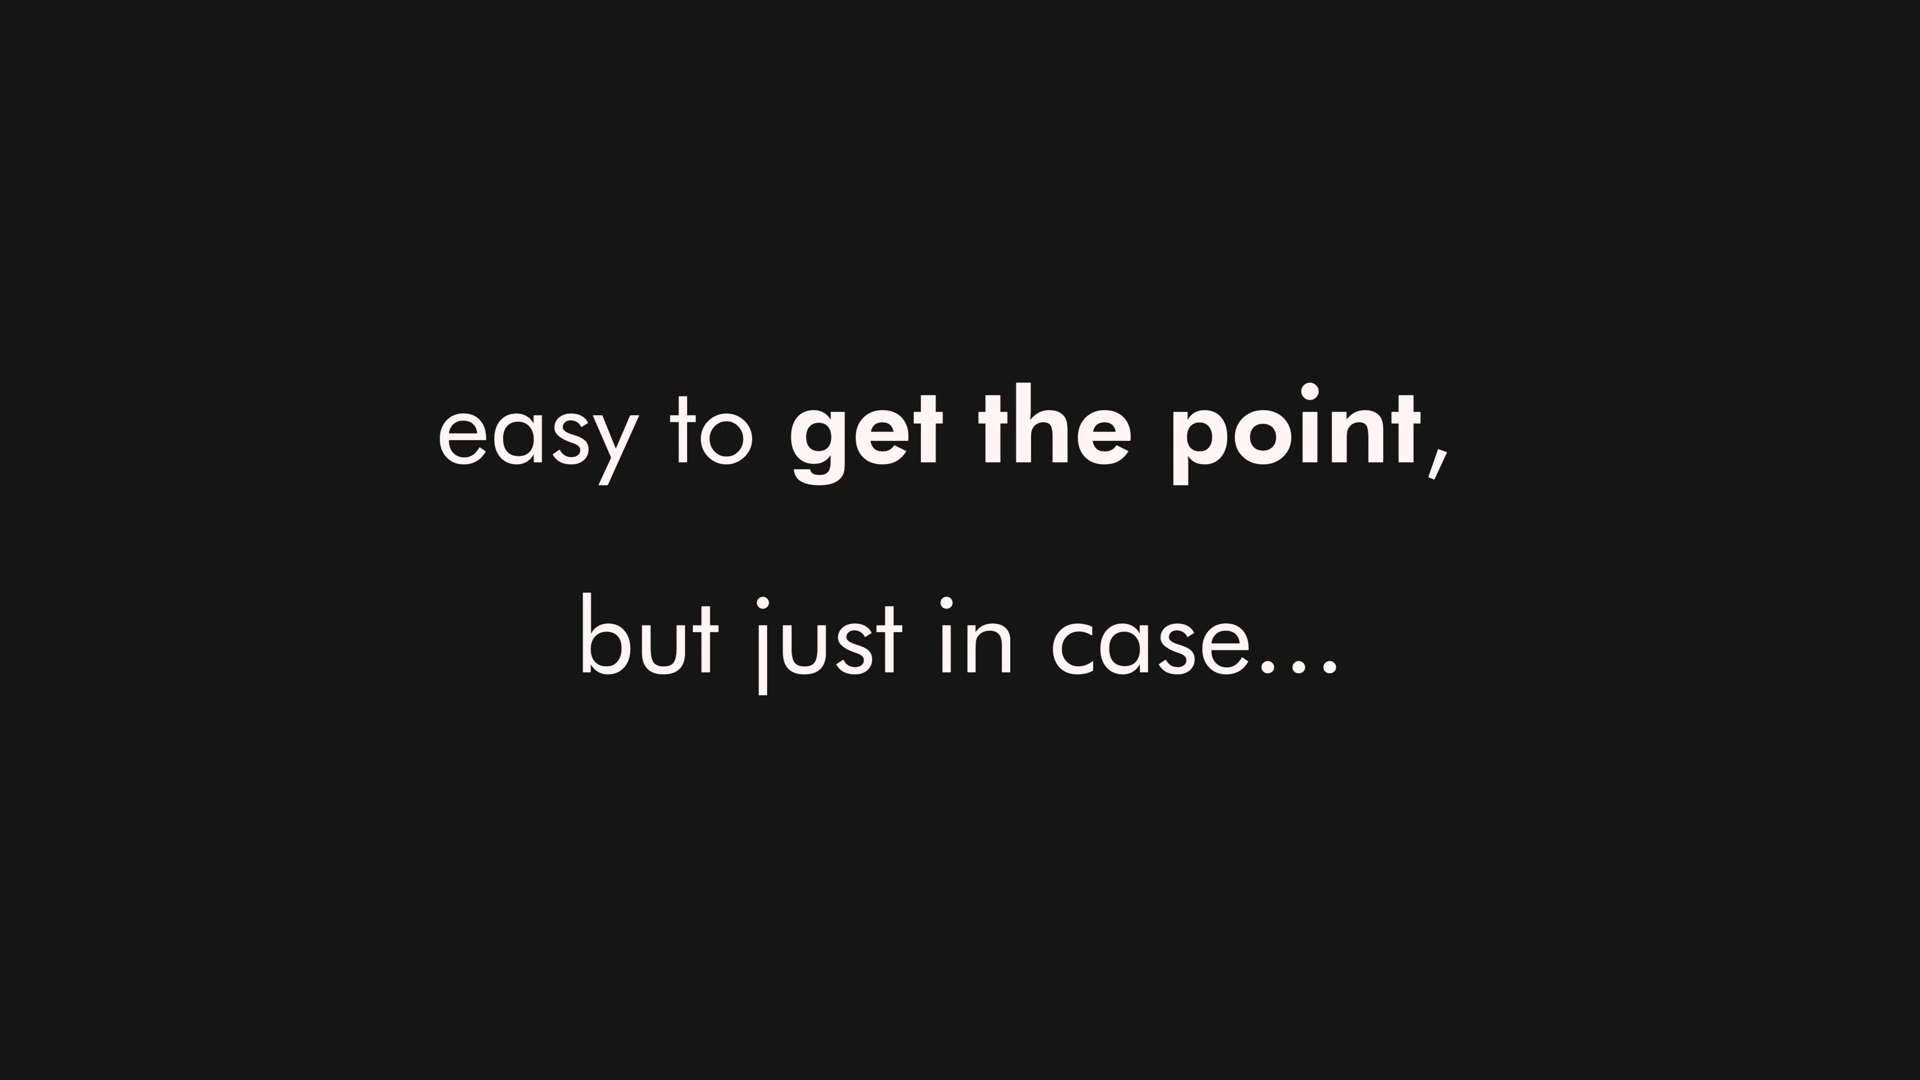 easy to get the point,
but just in case...